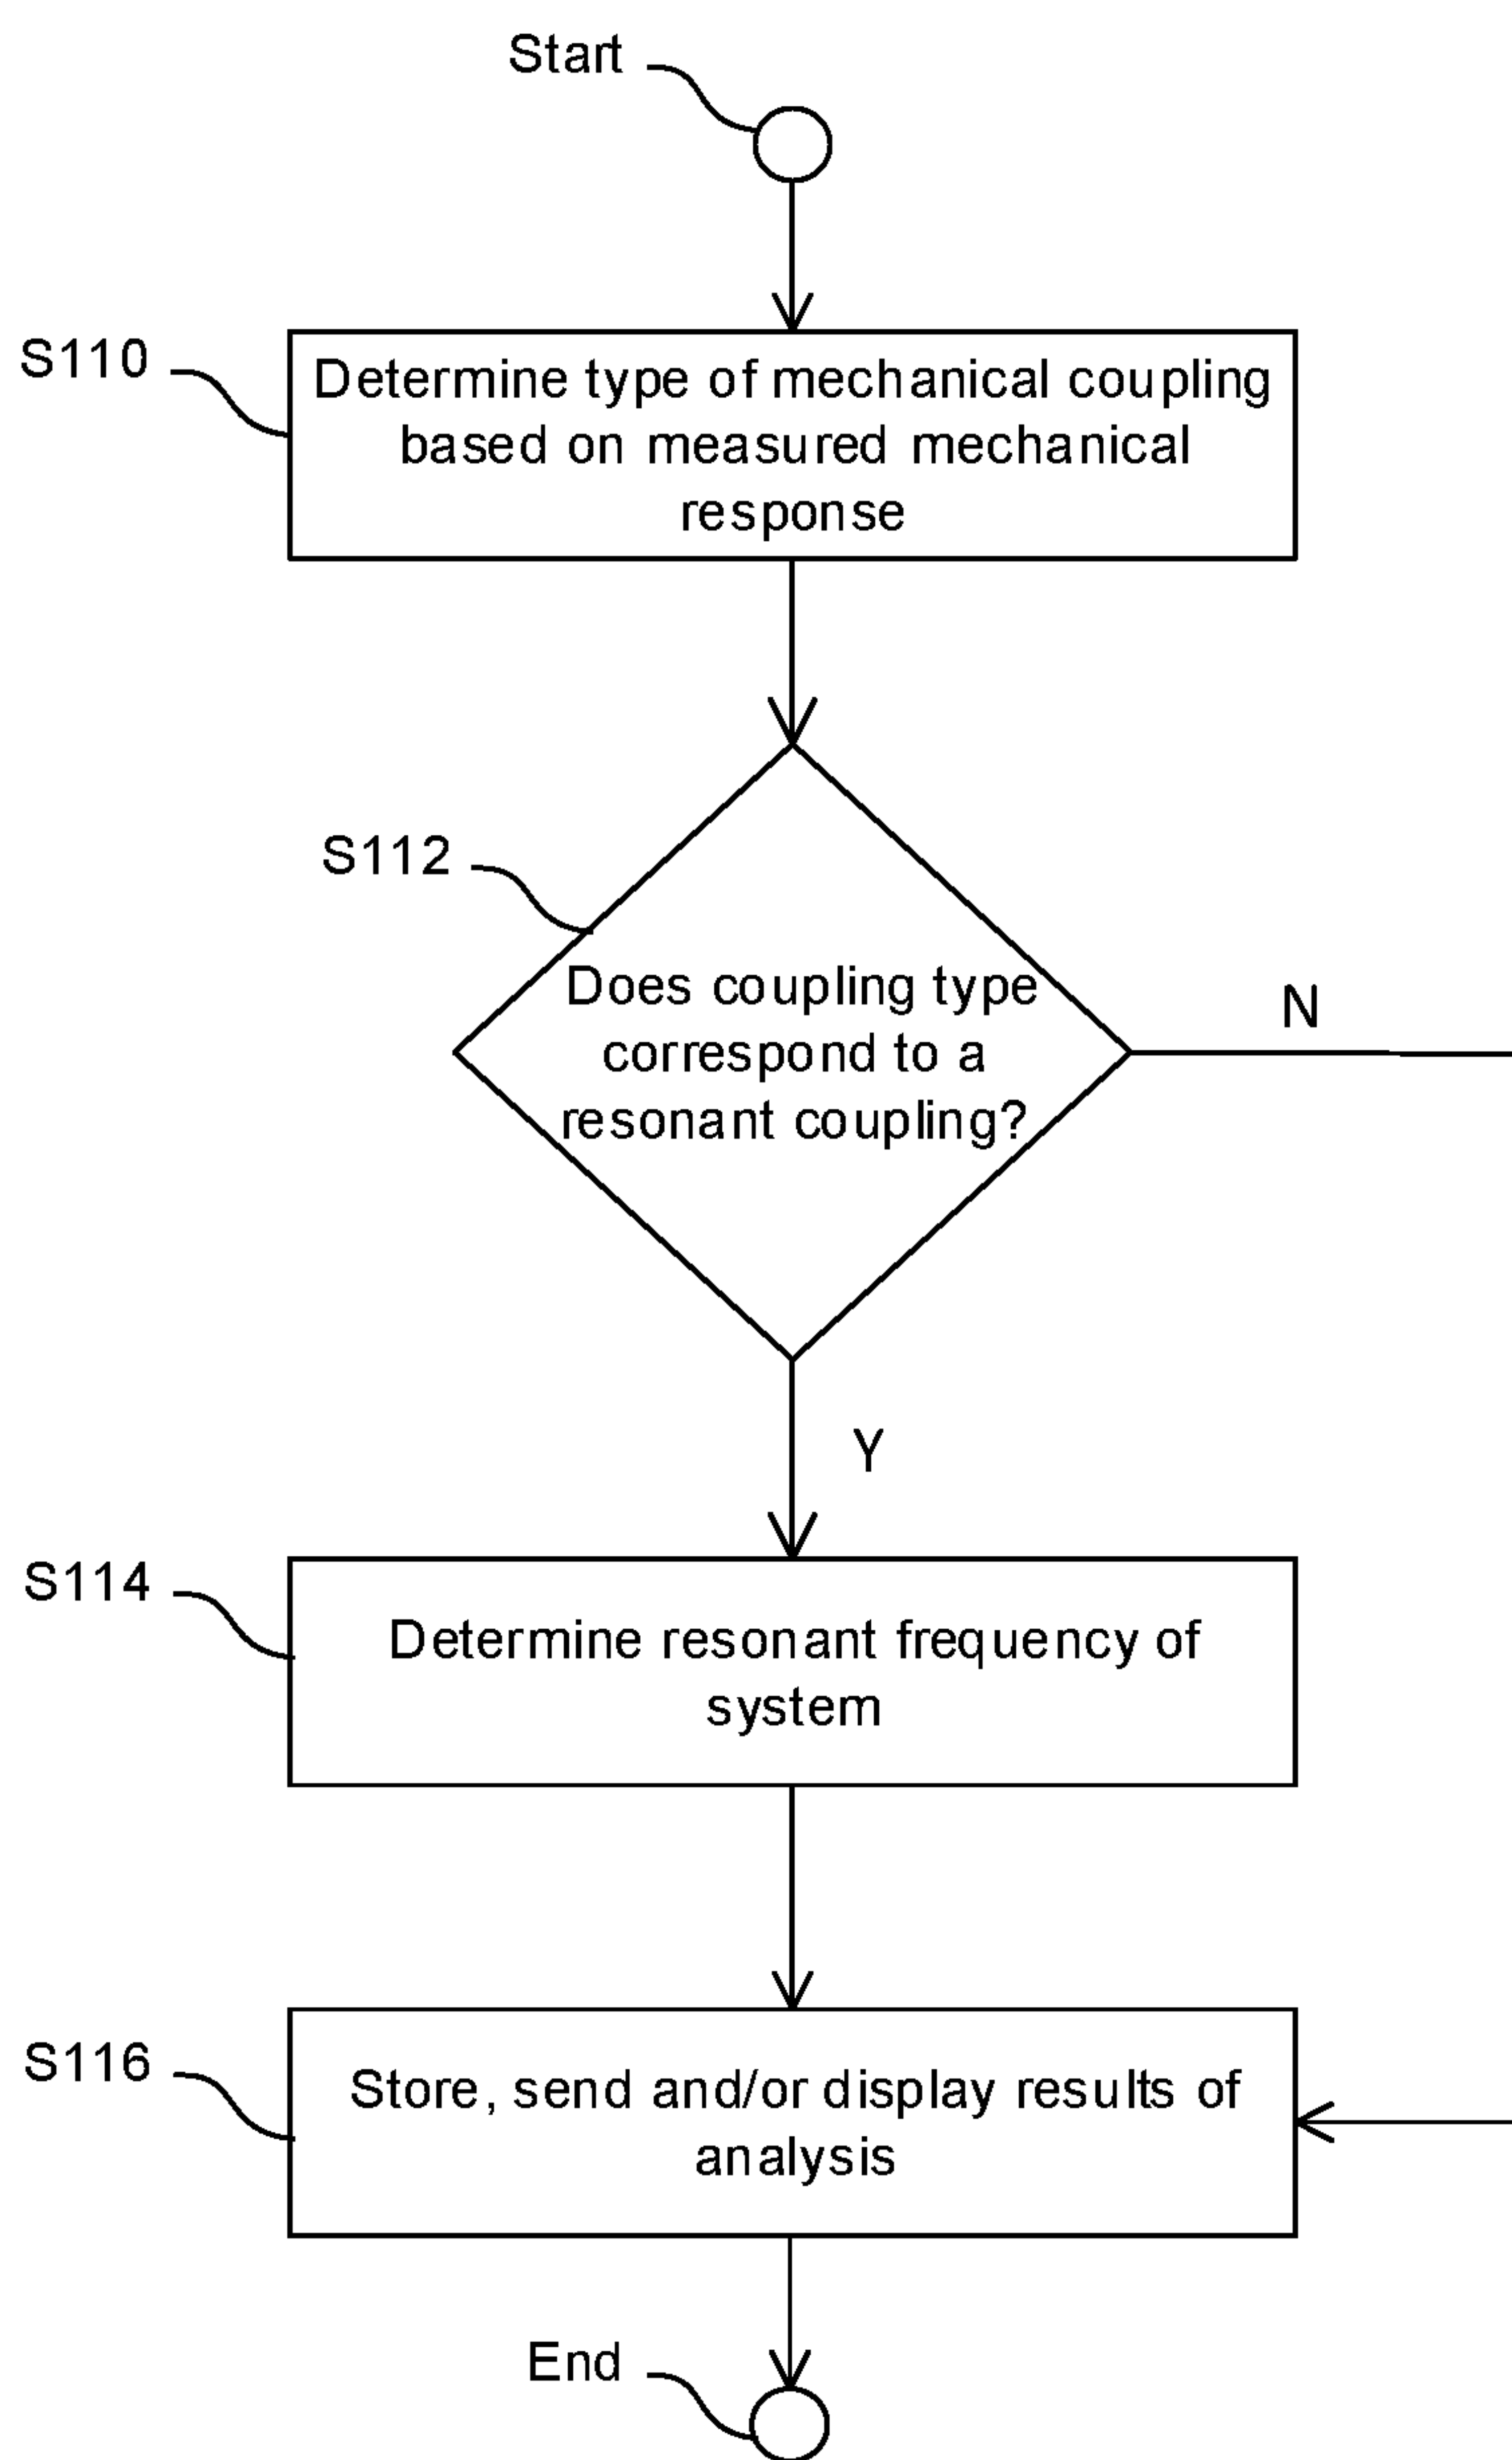 Start
S110
Determine type of mechanical coupling
based on measured mechanical
response
S112
Does coupling type
correspond to a
resonant coupling?
N
Y
S114
Determine resonant frequency of
system
S116
Store, send and/or display results of
analysis
End